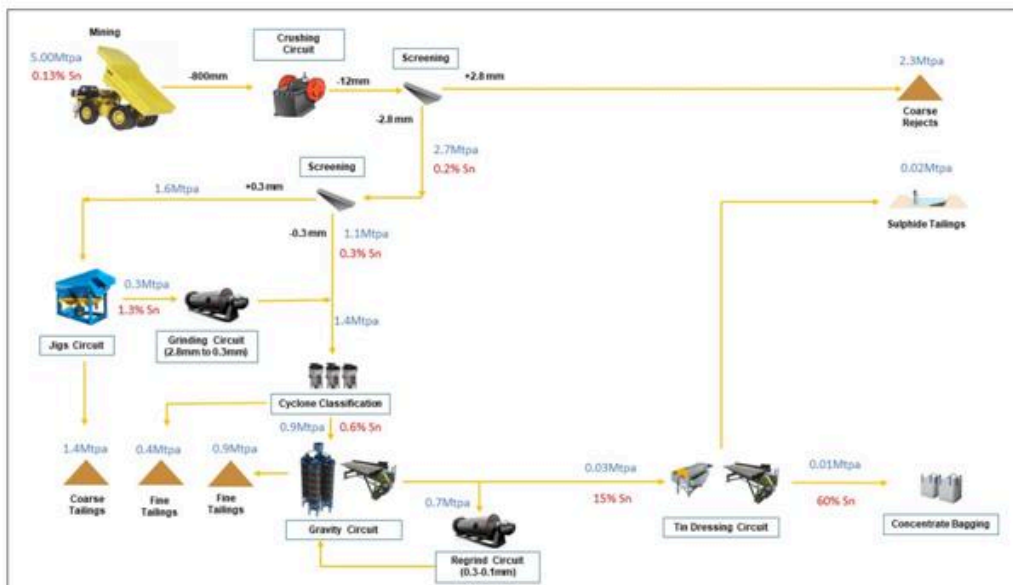 Mining
5.00Mtpa
0.13% Sn
-800mm
Crushing
Circuit
-12mm
Screening
+2.8 mm
-2.8 mm
2.3Mtpa
Coarse
Rejects
2.7Mtpa
0.2% Sn
Screening
1.6Mtpa
+0.3 mm
-0.3 mm
1.1Mtpa
0.3% Sn
0.02Mtpa
Sulphide Tailings
0.3Mtpa
1.3% Sn
Jigs Circuit
Grinding Circuit
(2.8mm to 0.3mm)
1.4Mtpa
Cyclone Classification
0.9Mtpa
0.6% Sn
1.4Mtpa
Coarse
Tailings
0.4Mtpa
Fine
Tailings
0.9Mtpa
Fine
Tailings
Gravity Circuit
0.7Mtpa
Regrind Circuit
(0.3-0.1mm)
0.03Mtpa
15% Sn
Tin Dressing Circuit
0.01Mtpa
60% Sn
Concentrate Bagging